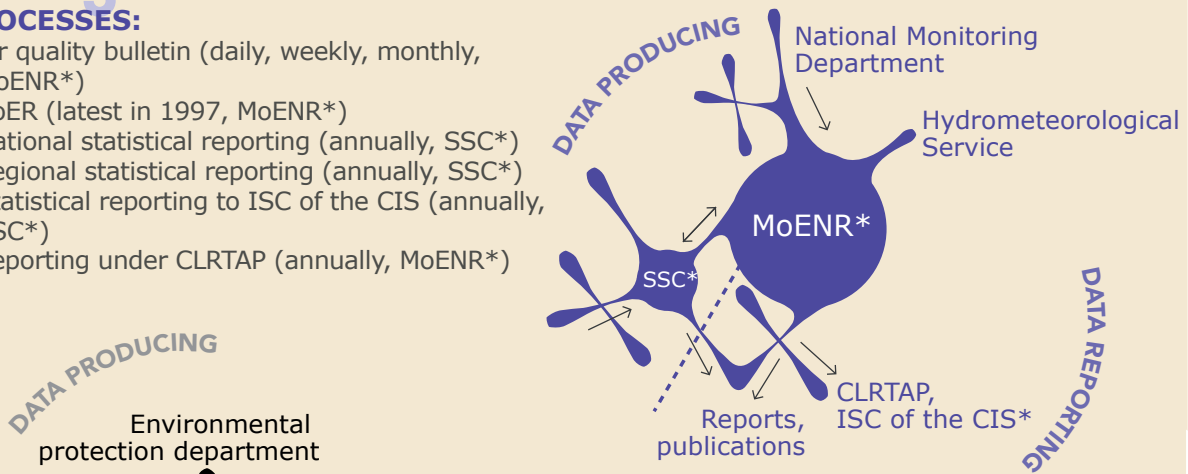 OCESSES:
r quality bulletin (daily, weekly, monthly,
oENR*)
oER (latest in 1997, MoENR*)
ational statistical reporting (annually, SSC*)
egional statistical reporting (annually, SSC*)
tatistical reporting to ISC of the CIS (annually,
SC*)
eporting under CLRTAP (annually, MoENR*)
DATA PRODUCING
National Monitoring
Department
Hydrometeorological
Service
MoENR*
SSC*
DATA REPORTING
CLRTAP,
ISC of the CIS*
Reports,
publications
DATA PRODUCING
Environmental
protection department